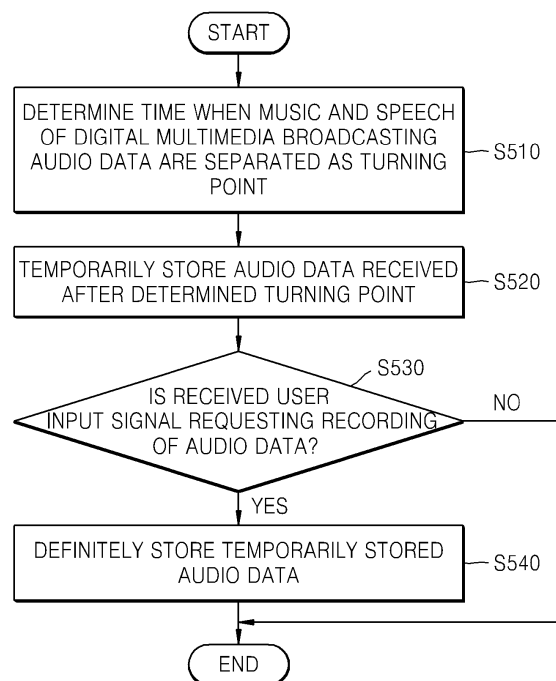 START
DETERMINE TIME WHEN MUSIC AND SPEECH
OF DIGITAL MULTIMEDIA BROADCASTING
AUDIO DATA ARE SEPARATED AS TURNING
POINT
S510
TEMPORARILY STORE AUDIO DATA RECEIVED
AFTER DETERMINED TURNING POINT
S520
S530
IS RECEIVED USER
INPUT SIGNAL REQUESTING RECORDING
OF AUDIO DATA?
NO
YES
DEFINITELY STORE TEMPORARILY STORED
AUDIO DATA
S540
END